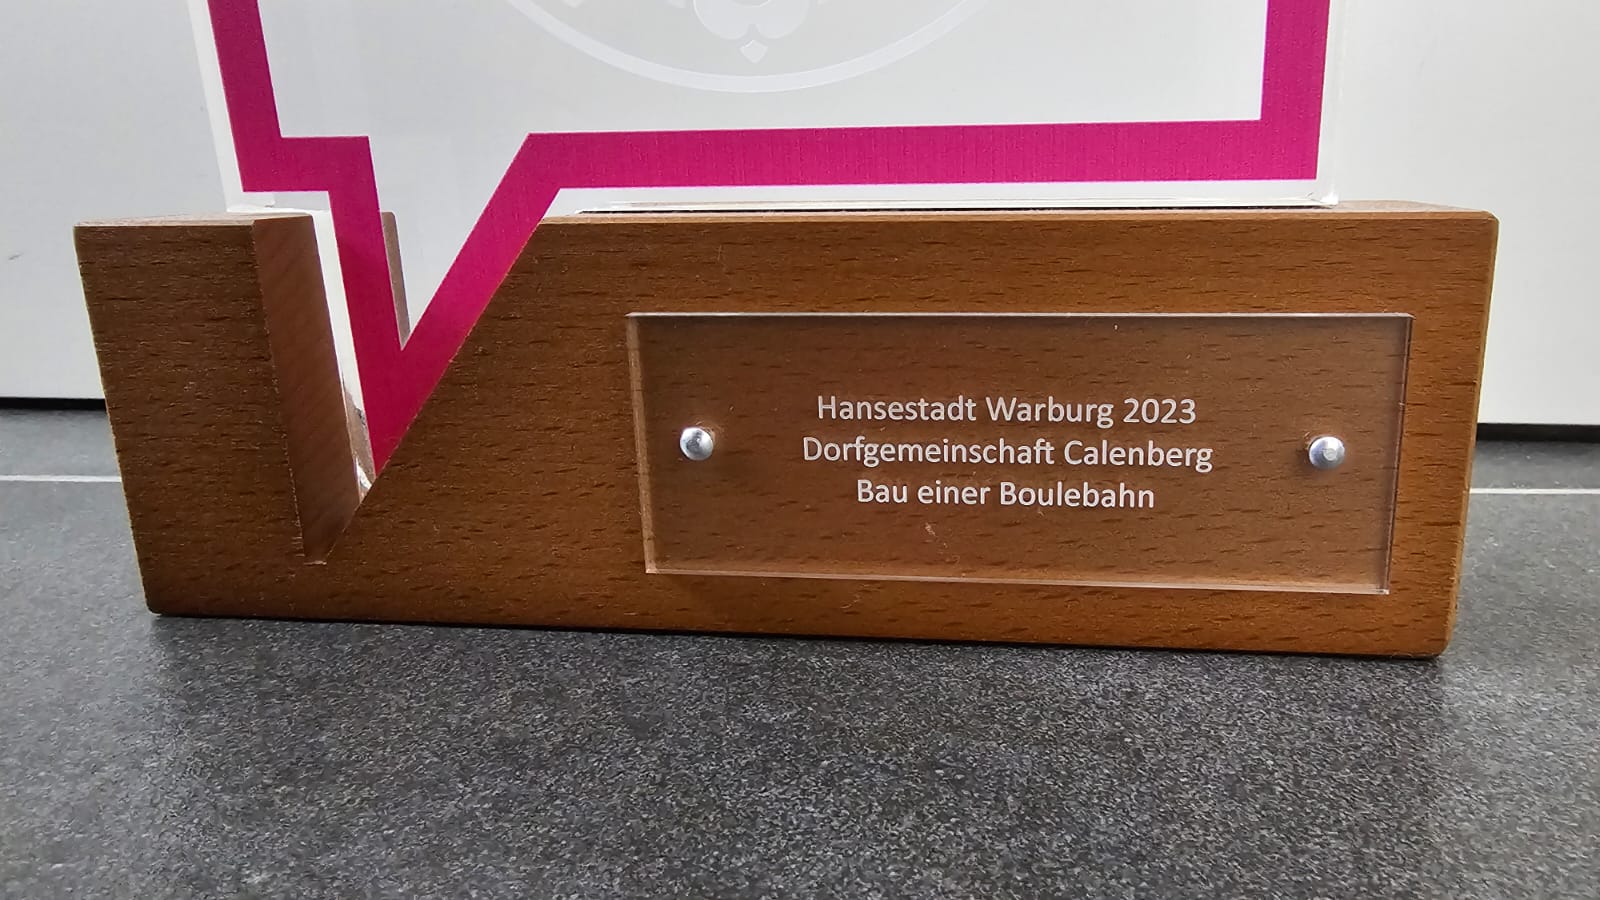 Hansestadt Warburg 2023
Dorfgemeinschaft Calenberg
Bau einer Boulebahn